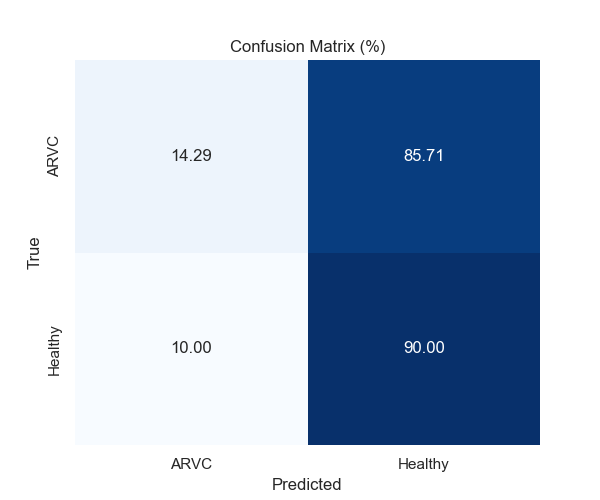 Confusion Matrix (%)
True
ARVC
14.29
85.71
Healthy
10.00
90.00
ARVC
Healthy
Predicted